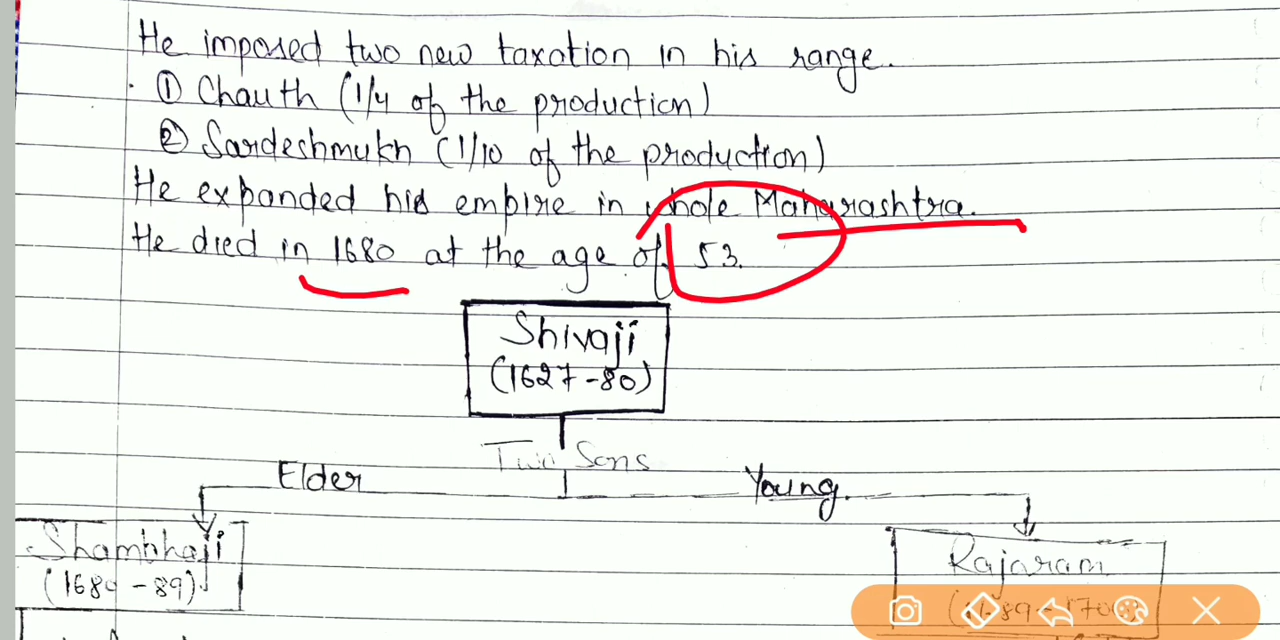 He imposed two new taxation in his range.
① Chauth (1/4 of the production)
② Sardeshmukh (1/10 of the production)
He expanded his empire in whole Maharashtra.
He died in 1680 at the age of 53.
Shivaji
(1627-80)
Two Sons
Elder
Young.
Shambhaji
(1680-89)
Rajaram
(1689-1700)